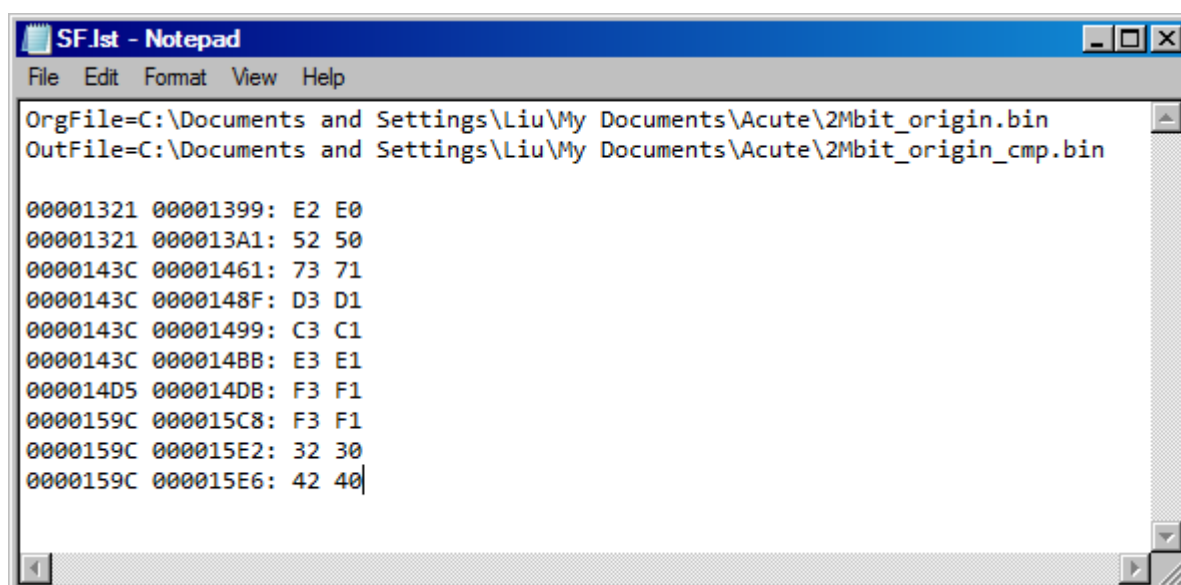 SF.lst - Notepad
File Edit Format View Help
OrgFile=C:\Documents and Settings\Liu\My Documents\Acute\2Mbit_origin.bin
OutFile=C:\Documents and Settings\Liu\My Documents\Acute\2Mbit_origin_cmp.bin
00001321 00001399: E2 E0
00001321 000013A1: 52 50
0000143C 00001461: 73 71
0000143C 0000148F: D3 D1
0000143C 00001499: C3 C1
0000143C 000014BB: E3 E1
000014D5 000014DB: F3 F1
0000159C 000015C8: F3 F1
0000159C 000015E2: 32 30
0000159C 000015E6: 42 40